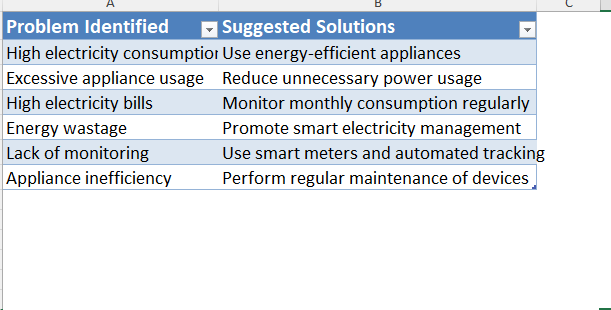 A B C
Problem Identified Suggested Solutions
High electricity consumption Use energy-efficient appliances
Excessive appliance usage Reduce unnecessary power usage
High electricity bills Monitor monthly consumption regularly
Energy wastage Promote smart electricity management
Lack of monitoring Use smart meters and automated tracking
Appliance inefficiency Perform regular maintenance of devices